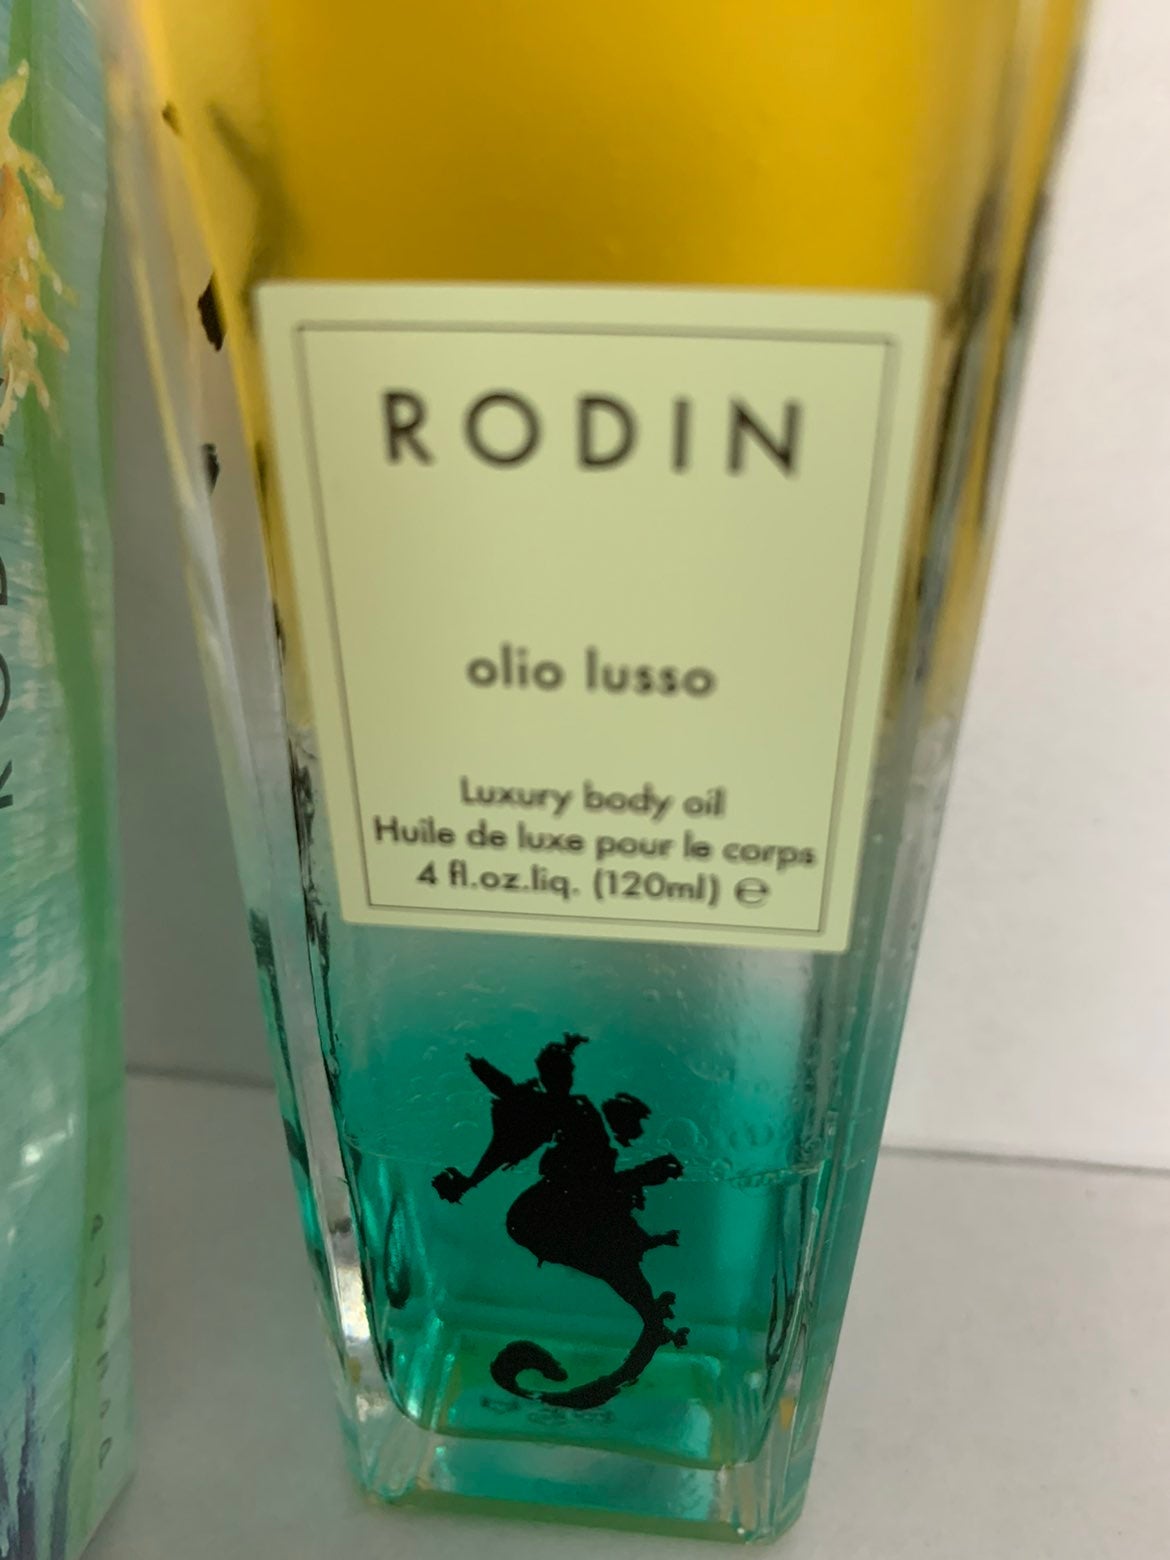 RODIN
olio lusso
Luxury body oil
Huile de luxe pour le corps
4 fl.oz.liq. (120ml) ℮